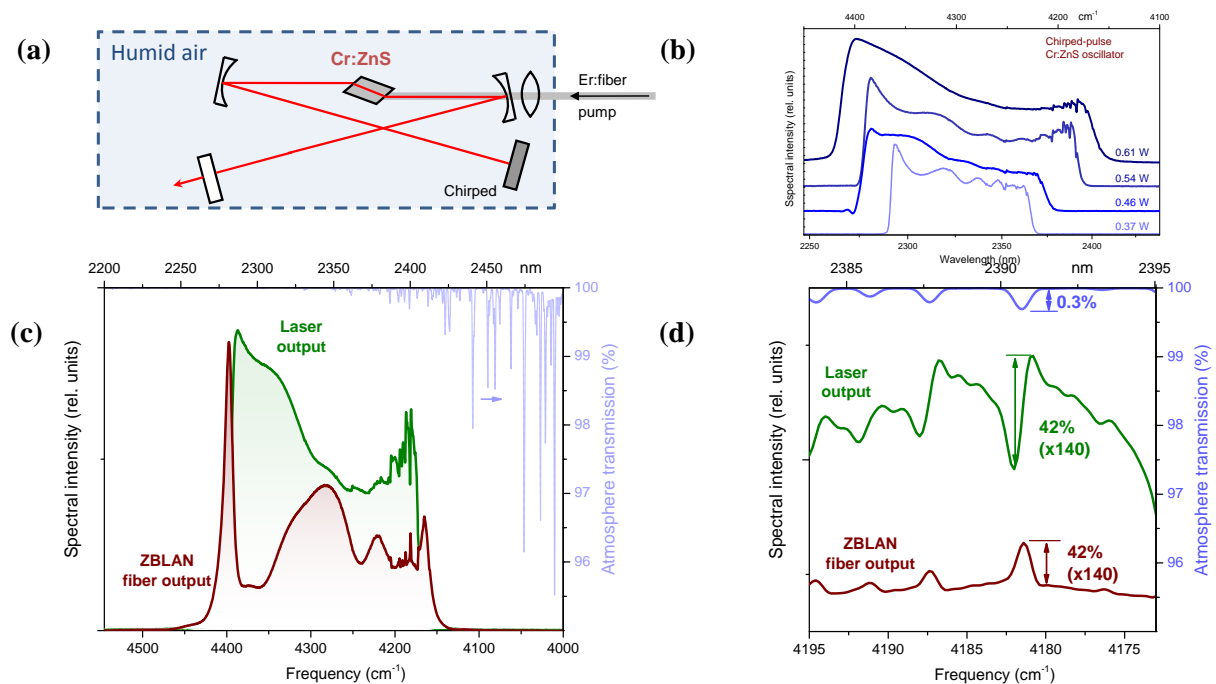 (a)
Humid air
Cr:ZnS
Er:fiber
pump
Chirped
(b)
4400 4300 4200 cm-1 4100
Chirped-pulse
Cr:ZnS oscillator
Sspectral intensity (rel. units)
0.61 W
0.54 W
0.46 W
0.37 W
2250 2300 2350 2400
Wavelength (nm)
(c)
2200 2250 2300 2350 2400 2450 nm
Laser
output
ZBLAN
fiber output
Spectral intensity (rel. units)
100
99
98
97
96
Atmosphere transmission (%)
4500 4400 4300 4200 4100 4000
Frequency (cm-1)
(d)
2385 2390 nm 2395
0.3%
Laser
output
42%
(x140)
ZBLAN
fiber output
42%
(x140)
Spectral intensity (rel. units)
100
99
98
97
96
Atmosphere transmission (%)
4195 4190 4185 4180 4175
Frequency (cm-1)